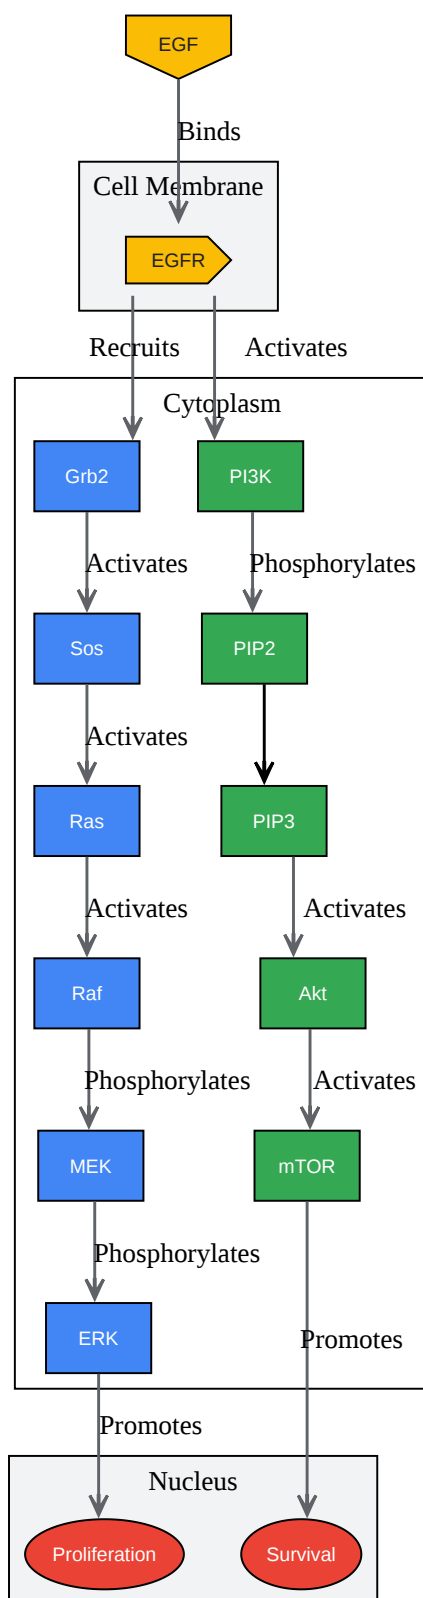 EGF
Binds
Cell Membrane
EGFR
Recruits
Activates
Cytoplasm
Grb2
PI3K
Activates
Phosphorylates
Sos
PIP2
Activates
Ras
PIP3
Activates
Activates
Raf
Akt
Phosphorylates
Activates
MEK
mTOR
Phosphorylates
ERK
Promotes
Promotes
Nucleus
Proliferation
Survival